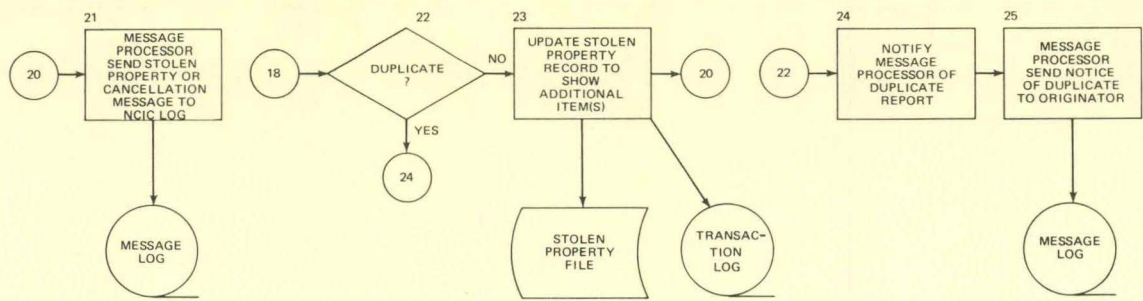 21
MESSAGE
PROCESSOR
SEND STOLEN
PROPERTY OR
CANCELLATION
MESSAGE TO
NCIC LOG
20
MESSAGE
LOG
22
18
DUPLICATE
?
NO
YES
24
23
UPDATE STOLEN
PROPERTY
RECORD TO
SHOW
ADDITIONAL
ITEM(S)
20
STOLEN
PROPERTY
FILE
TRANSAC-
TION
LOG
24
22
NOTIFY
MESSAGE
PROCESSOR OF
DUPLICATE
REPORT
25
MESSAGE
PROCESSOR
SEND NOTICE
OF DUPLICATE
TO ORIGINATOR
MESSAGE
LOG